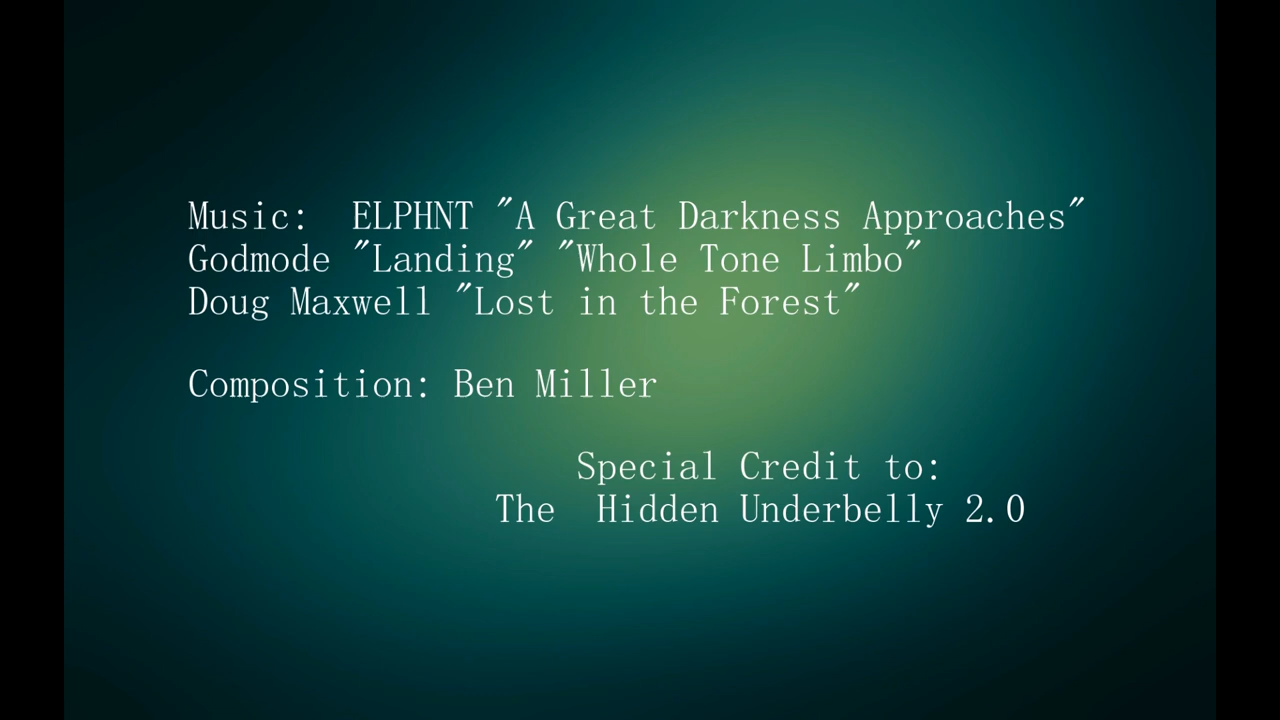 Music:  ELPHNT "A Great Darkness Approaches"
Godmode "Landing" "Whole Tone Limbo"
Doug Maxwell "Lost in the Forest"
Composition: Ben Miller
Special Credit to:
The  Hidden Underbelly 2.0